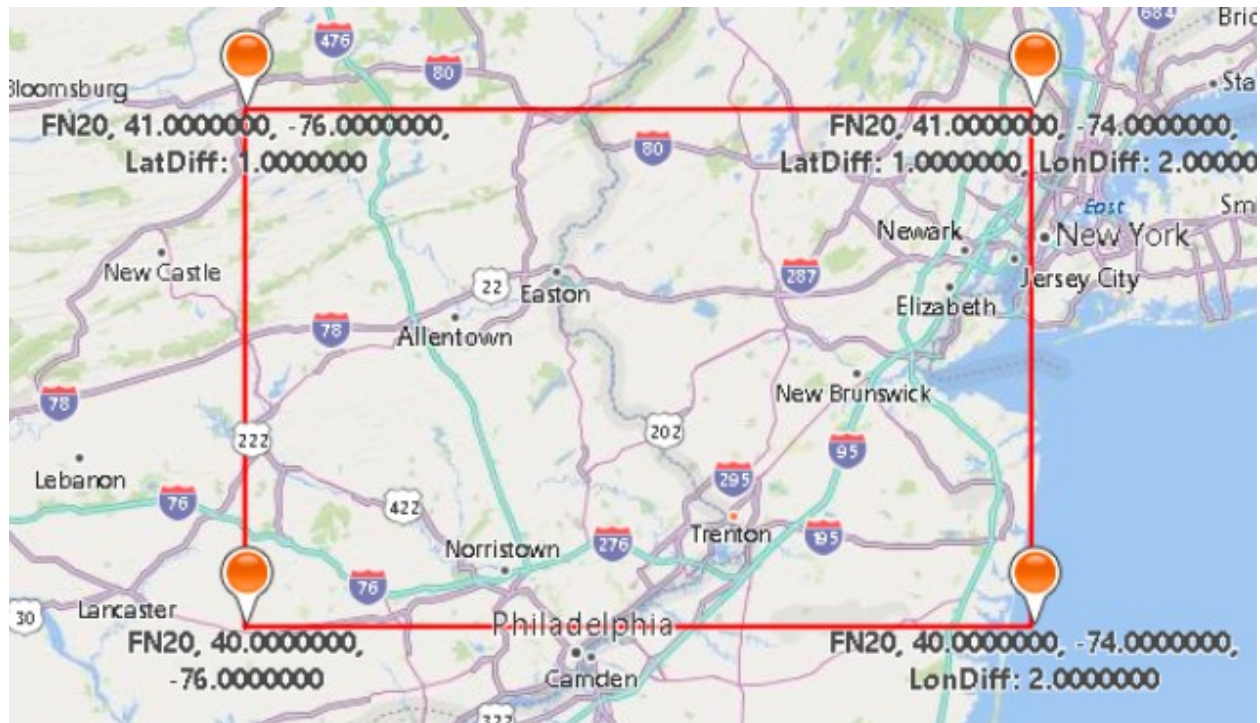 684
Bric
476
80
Bloomsburg
Sta
FN20, 41.0000000, -76.0000000,
LatDiff: 1.0000000
FN20, 41.0000000, -74.0000000,
LatDiff: 1.0000000, LonDiff: 2.00000
80
East
Sm
Newark
New York
New Castle
287
Jersey City
22
Easton
Elizabeth
78
Allentown
New Brunswick
78
222
202
95
Lebanon
295
76
422
Trenton
195
Norristown
276
76
Lancaster
30
Philadelphia
FN20, 40.0000000,
-76.0000000
FN20, 40.0000000, -74.0000000,
LonDiff: 2.0000000
Camden
322